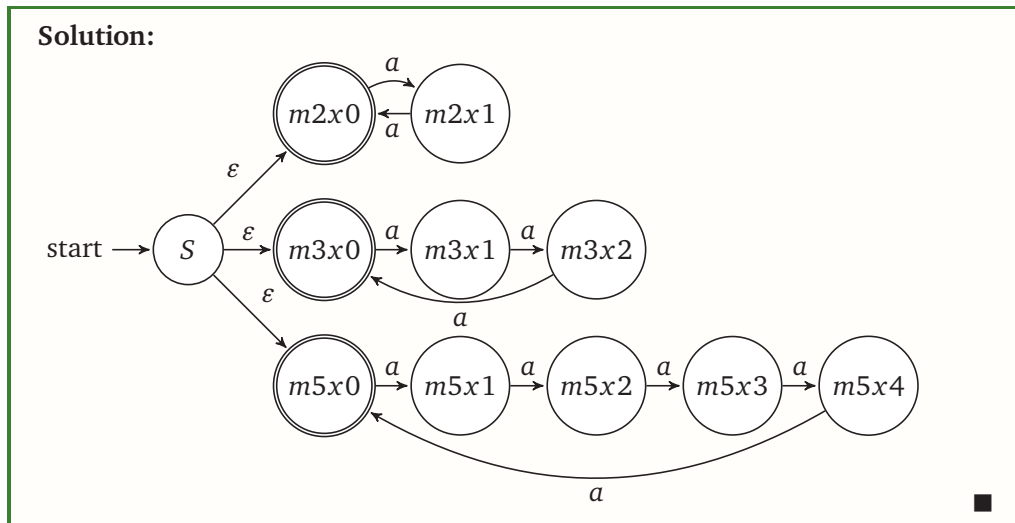 Solution:
a
m2x0 m2x1
a
ε
start S ε m3x0 a m3x1 a m3x2
ε
a
m5x0 a m5x1 a m5x2 a m5x3 a m5x4
a